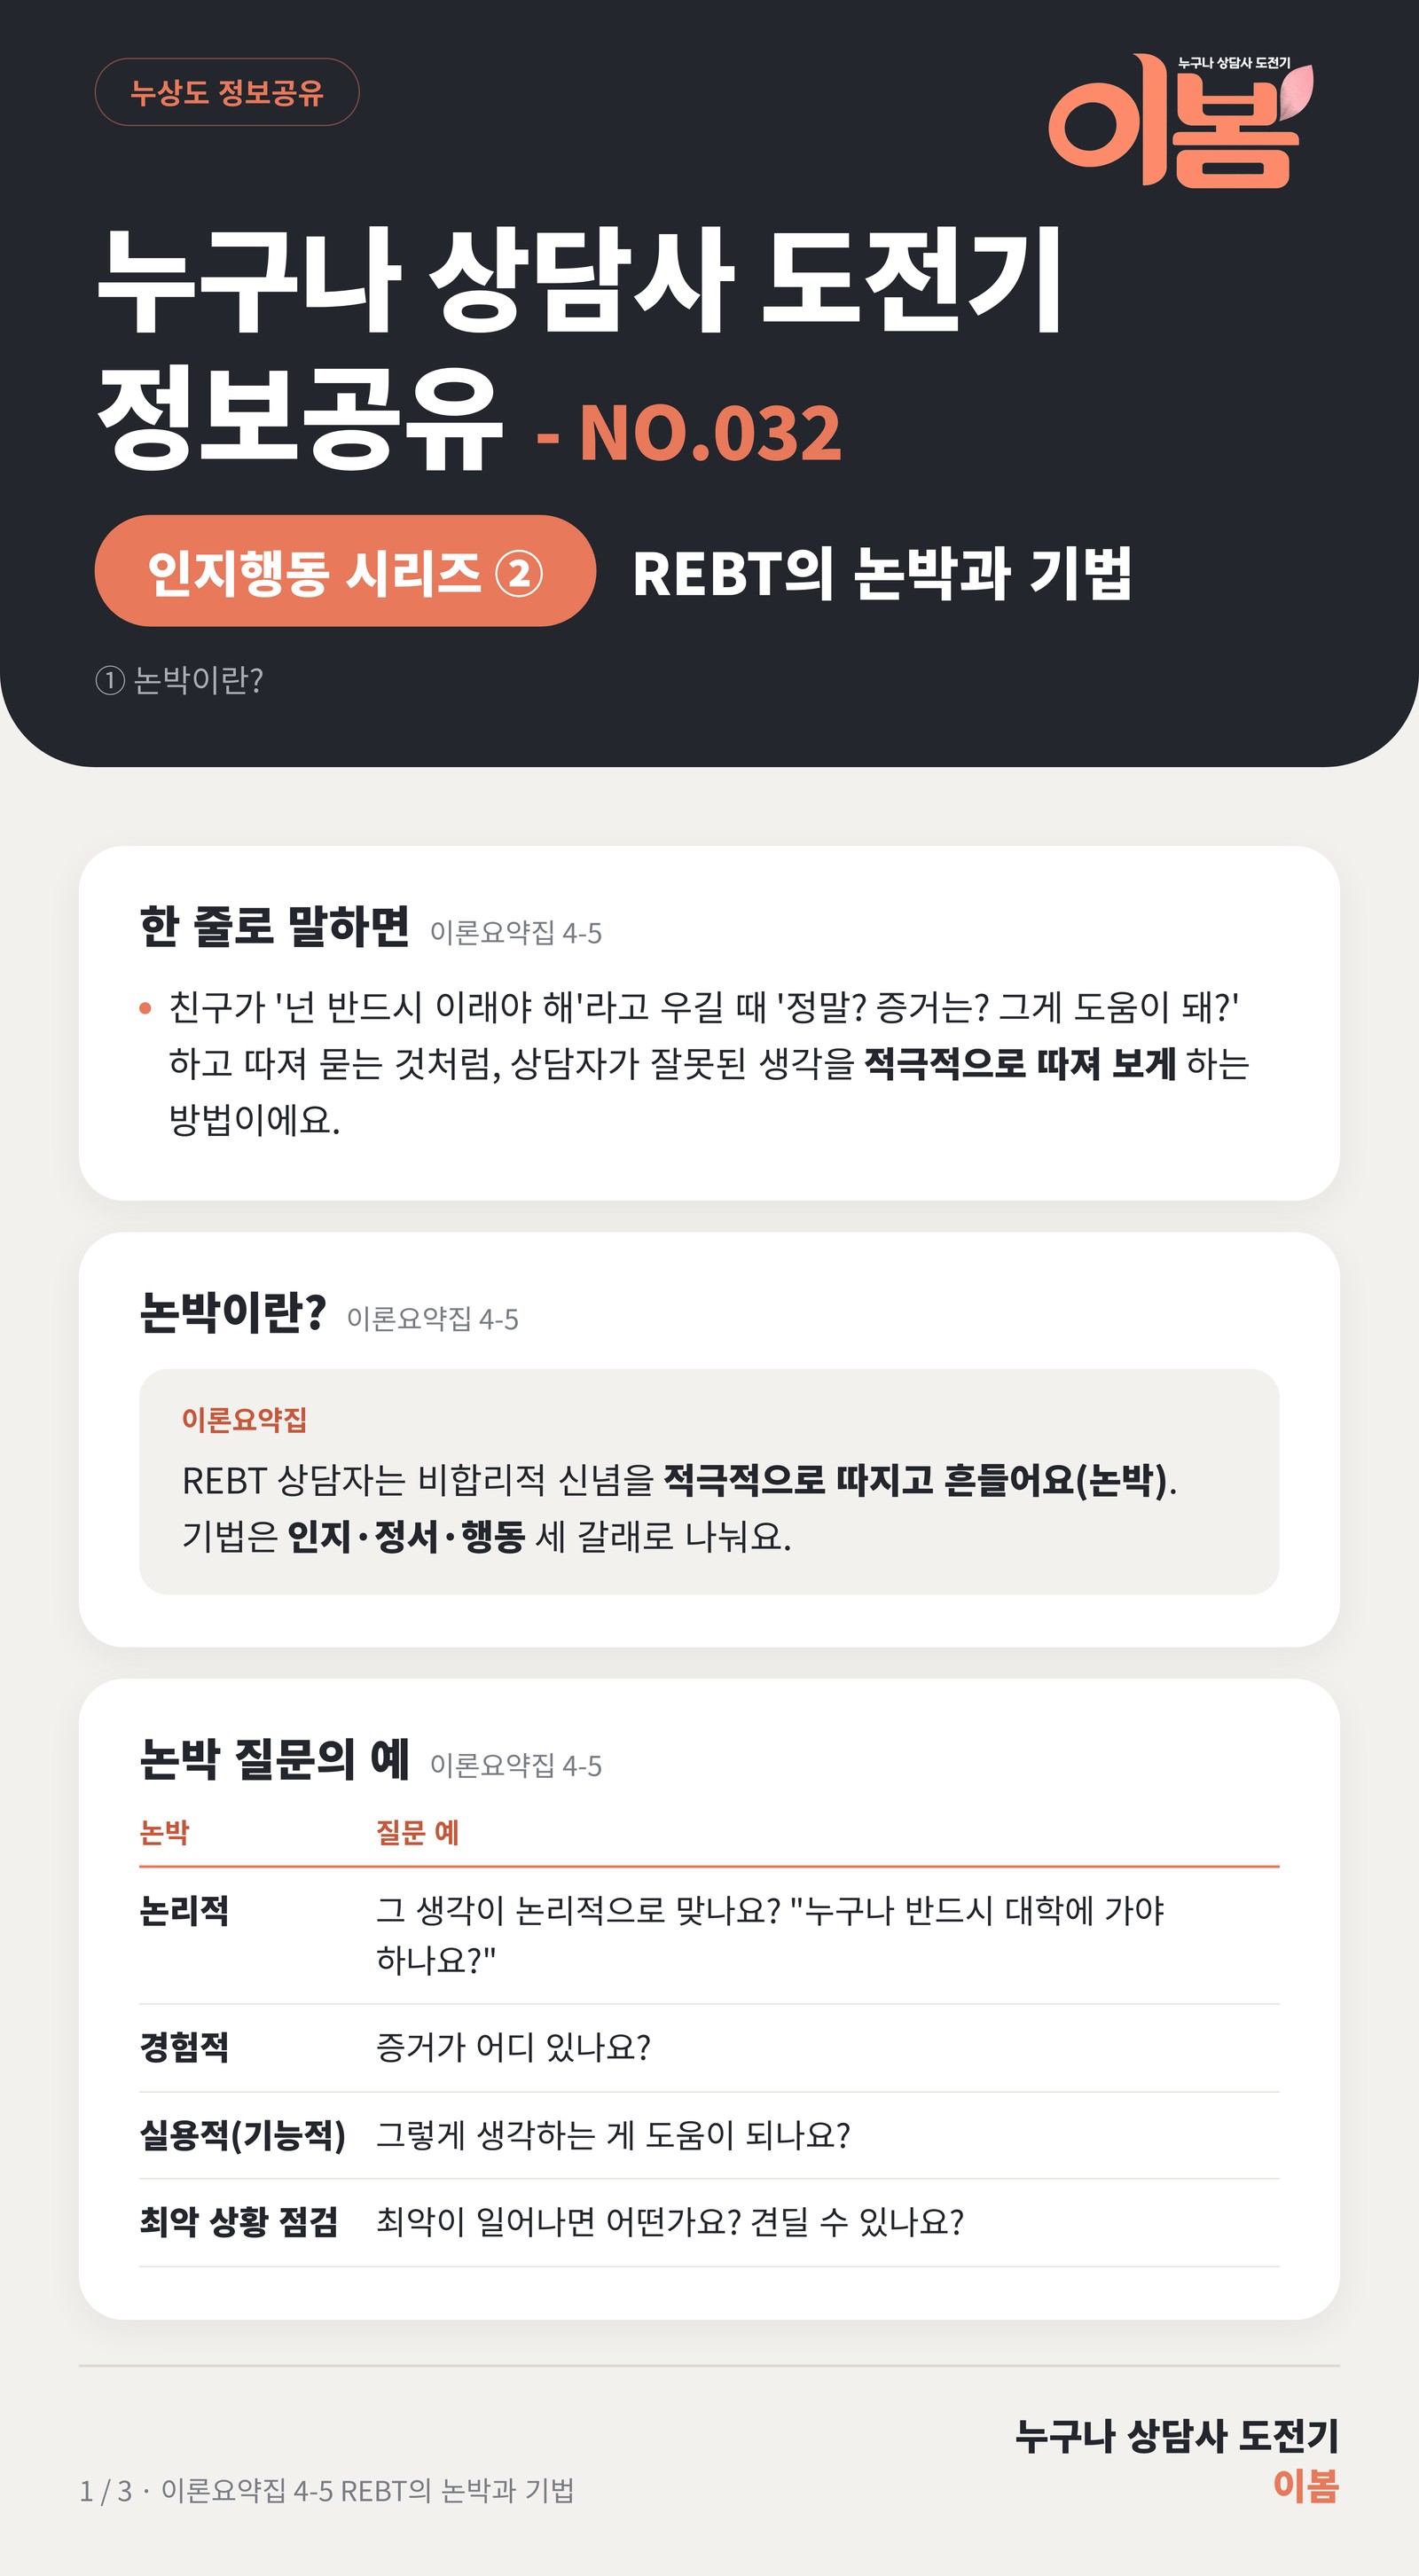 누상도 정보공유
누구나 상담사 도전기
이봄
누구나 상담사 도전기
정보공유 - NO.032
인지행동 시리즈 ② REBT의 논박과 기법
① 논박이란?
한 줄로 말하면 이론요약집 4-5
• 친구가 '넌 반드시 이래야 해'라고 우길 때 '정말? 증거는? 그게 도움이 돼?'
하고 따져 묻는 것처럼, 상담자가 잘못된 생각을 적극적으로 따져 보게 하는
방법이에요.
논박이란? 이론요약집 4-5
이론요약집
REBT 상담자는 비합리적 신념을 적극적으로 따지고 흔들어요(논박).
기법은 인지·정서·행동 세 갈래로 나눠요.
논박 질문의 예 이론요약집 4-5
논박 질문 예
논리적 그 생각이 논리적으로 맞나요? "누구나 반드시 대학에 가야
하나요?"
경험적 증거가 어디 있나요?
실용적(기능적) 그렇게 생각하는 게 도움이 되나요?
최악 상황 점검 최악이 일어나면 어떤가요? 견딜 수 있나요?
누구나 상담사 도전기
1 / 3 · 이론요약집 4-5 REBT의 논박과 기법
이봄